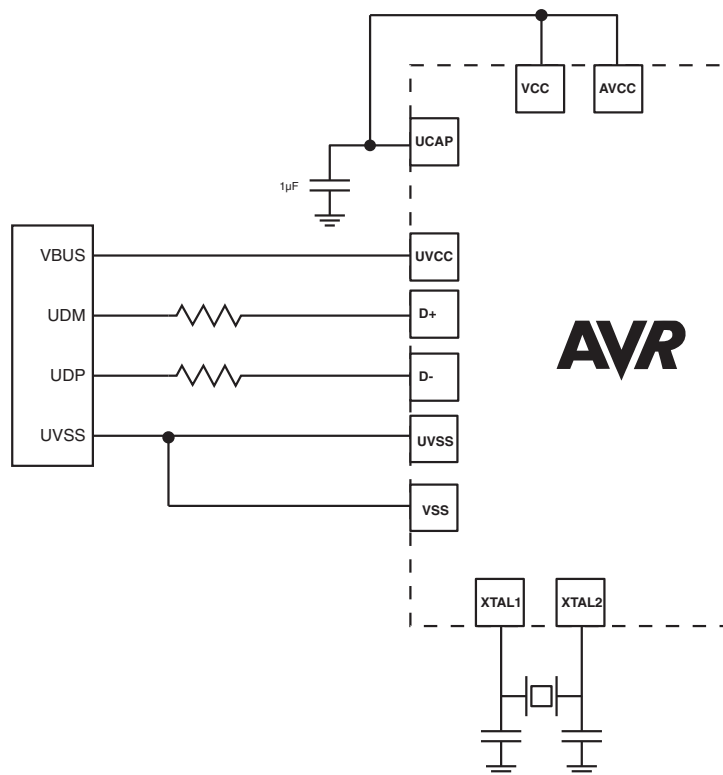 VCC
AVCC
UCAP
1µF
VBUS
UVCC
UDM
D+
UDP
D-
UVSS
UVSS
VSS
AVR
XTAL1
XTAL2